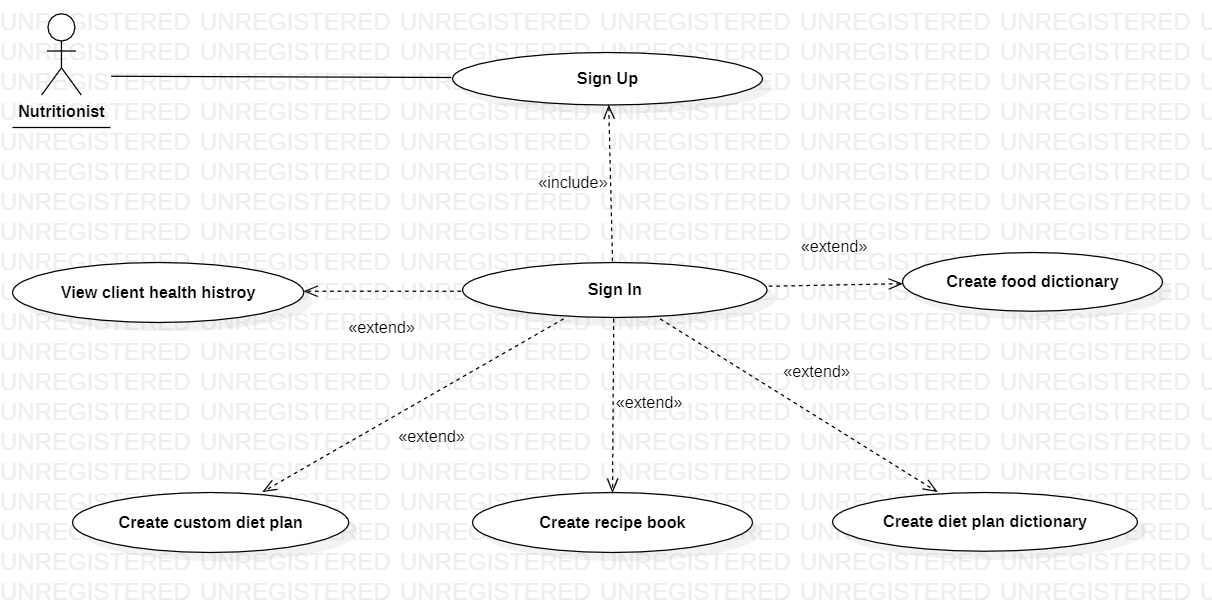 UNREGISTERED UNREGISTERED UNREGISTERED UNREGISTERED UNREGISTERED UNREGISTERED U
Sign Up
Nutritionist
«include»
«extend»
View client health histroy
Sign In
Create food dictionary
«extend»
«extend»
«extend»
«extend»
Create custom diet plan
Create recipe book
Create diet plan dictionary